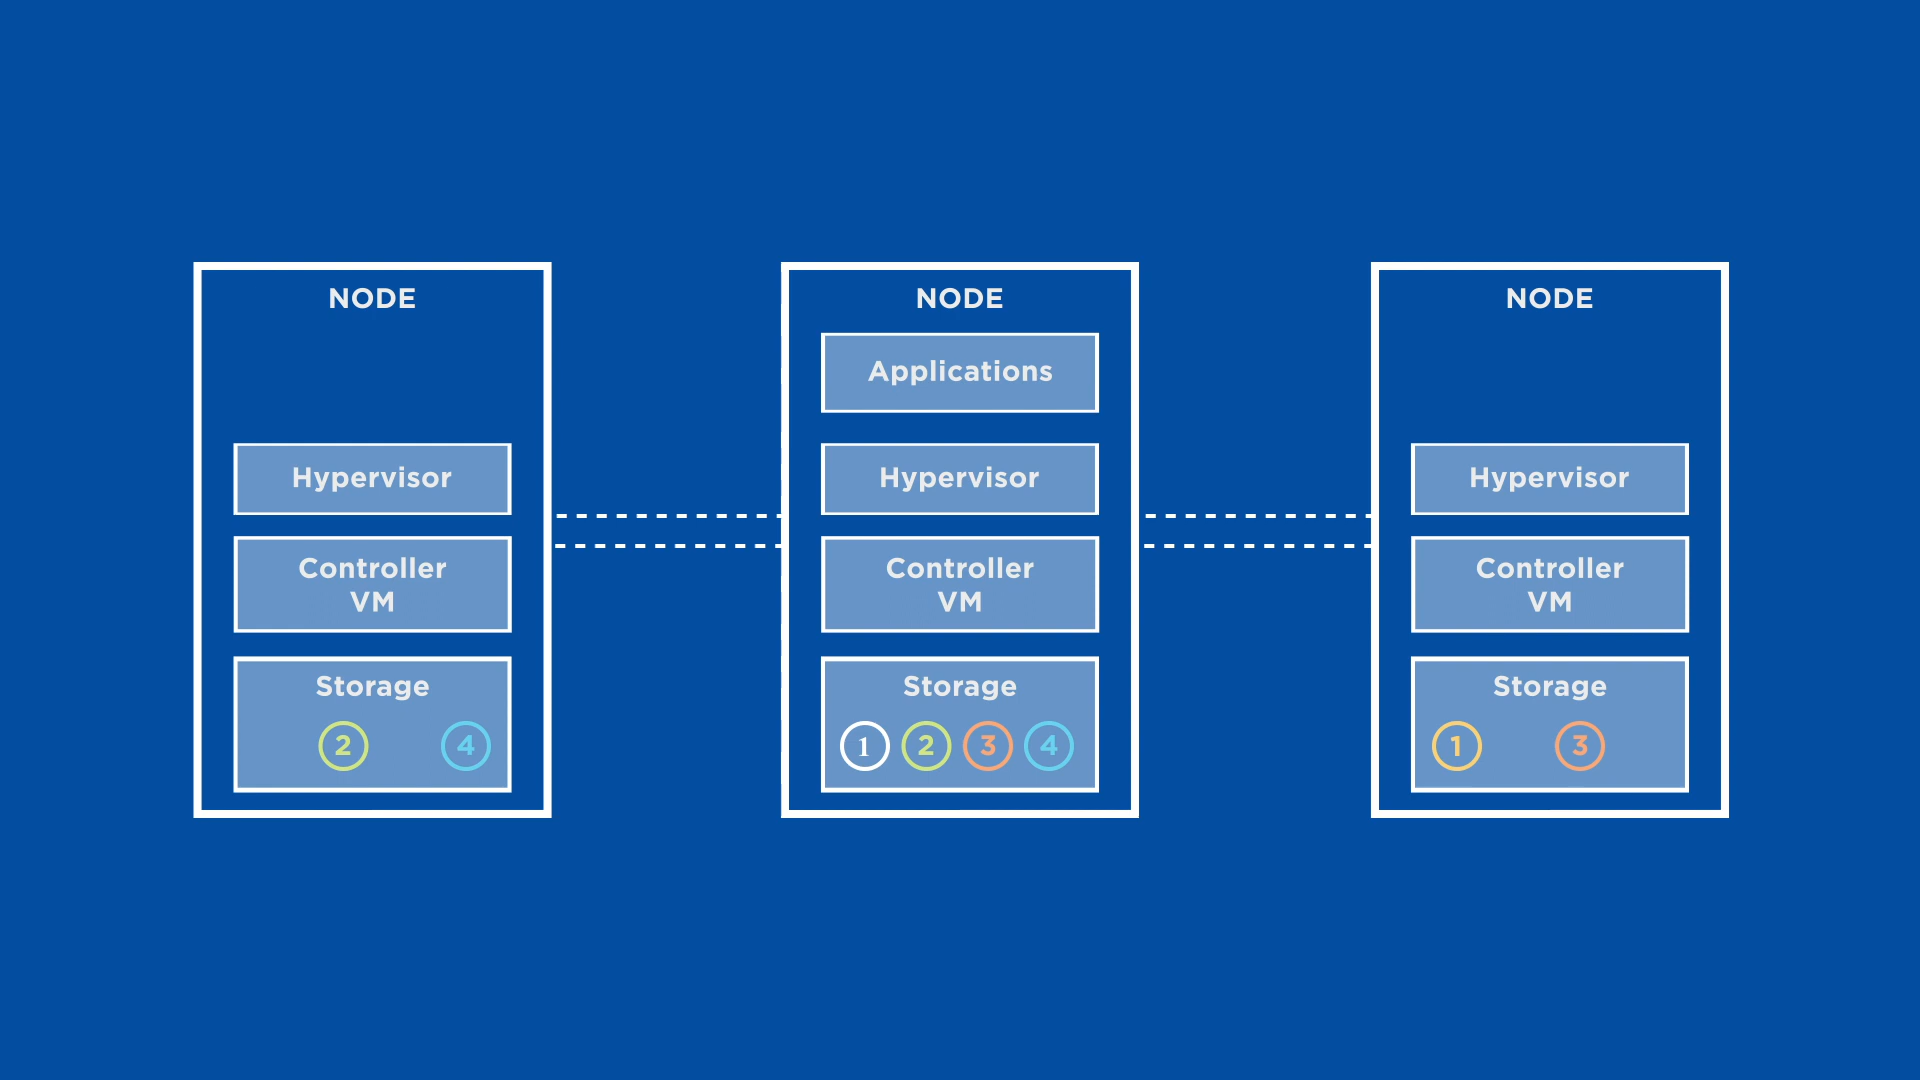 NODE
Hypervisor
Controller
VM
Storage
2 4
NODE
Applications
Hypervisor
Controller
VM
Storage
1 2 3 4
NODE
Hypervisor
Controller
VM
Storage
1 3